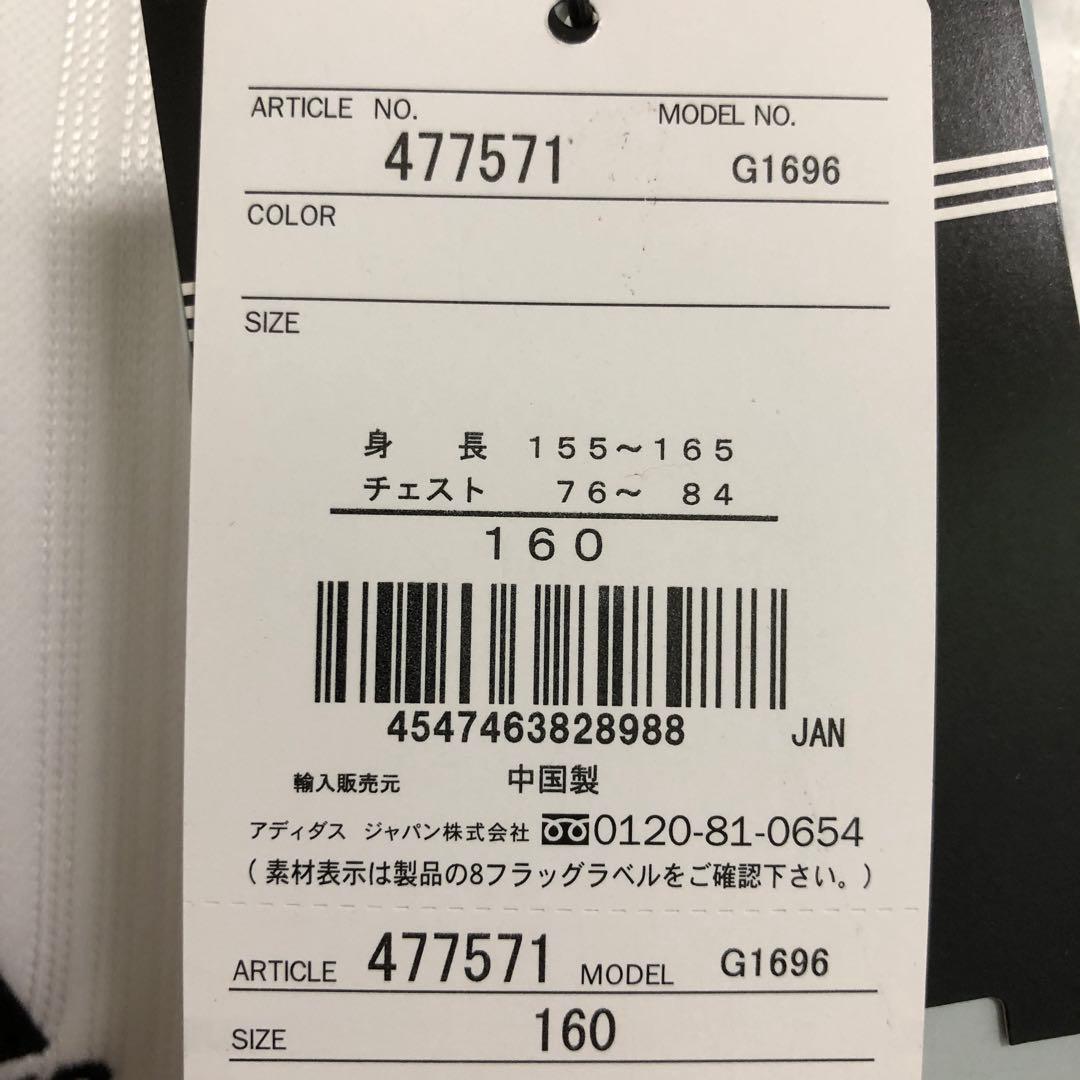 ARTICLE NO. MODEL NO.
477571 G1696
COLOR
SIZE
身 長 155～165
チェスト 76～ 84
160
4547463828988 JAN
輸入販売元 中国製
アディダス ジャパン株式会社 0120-81-0654
(素材表示は製品の8フラッグラベルをご確認下さい。)
ARTICLE 477571 MODEL G1696
SIZE 160